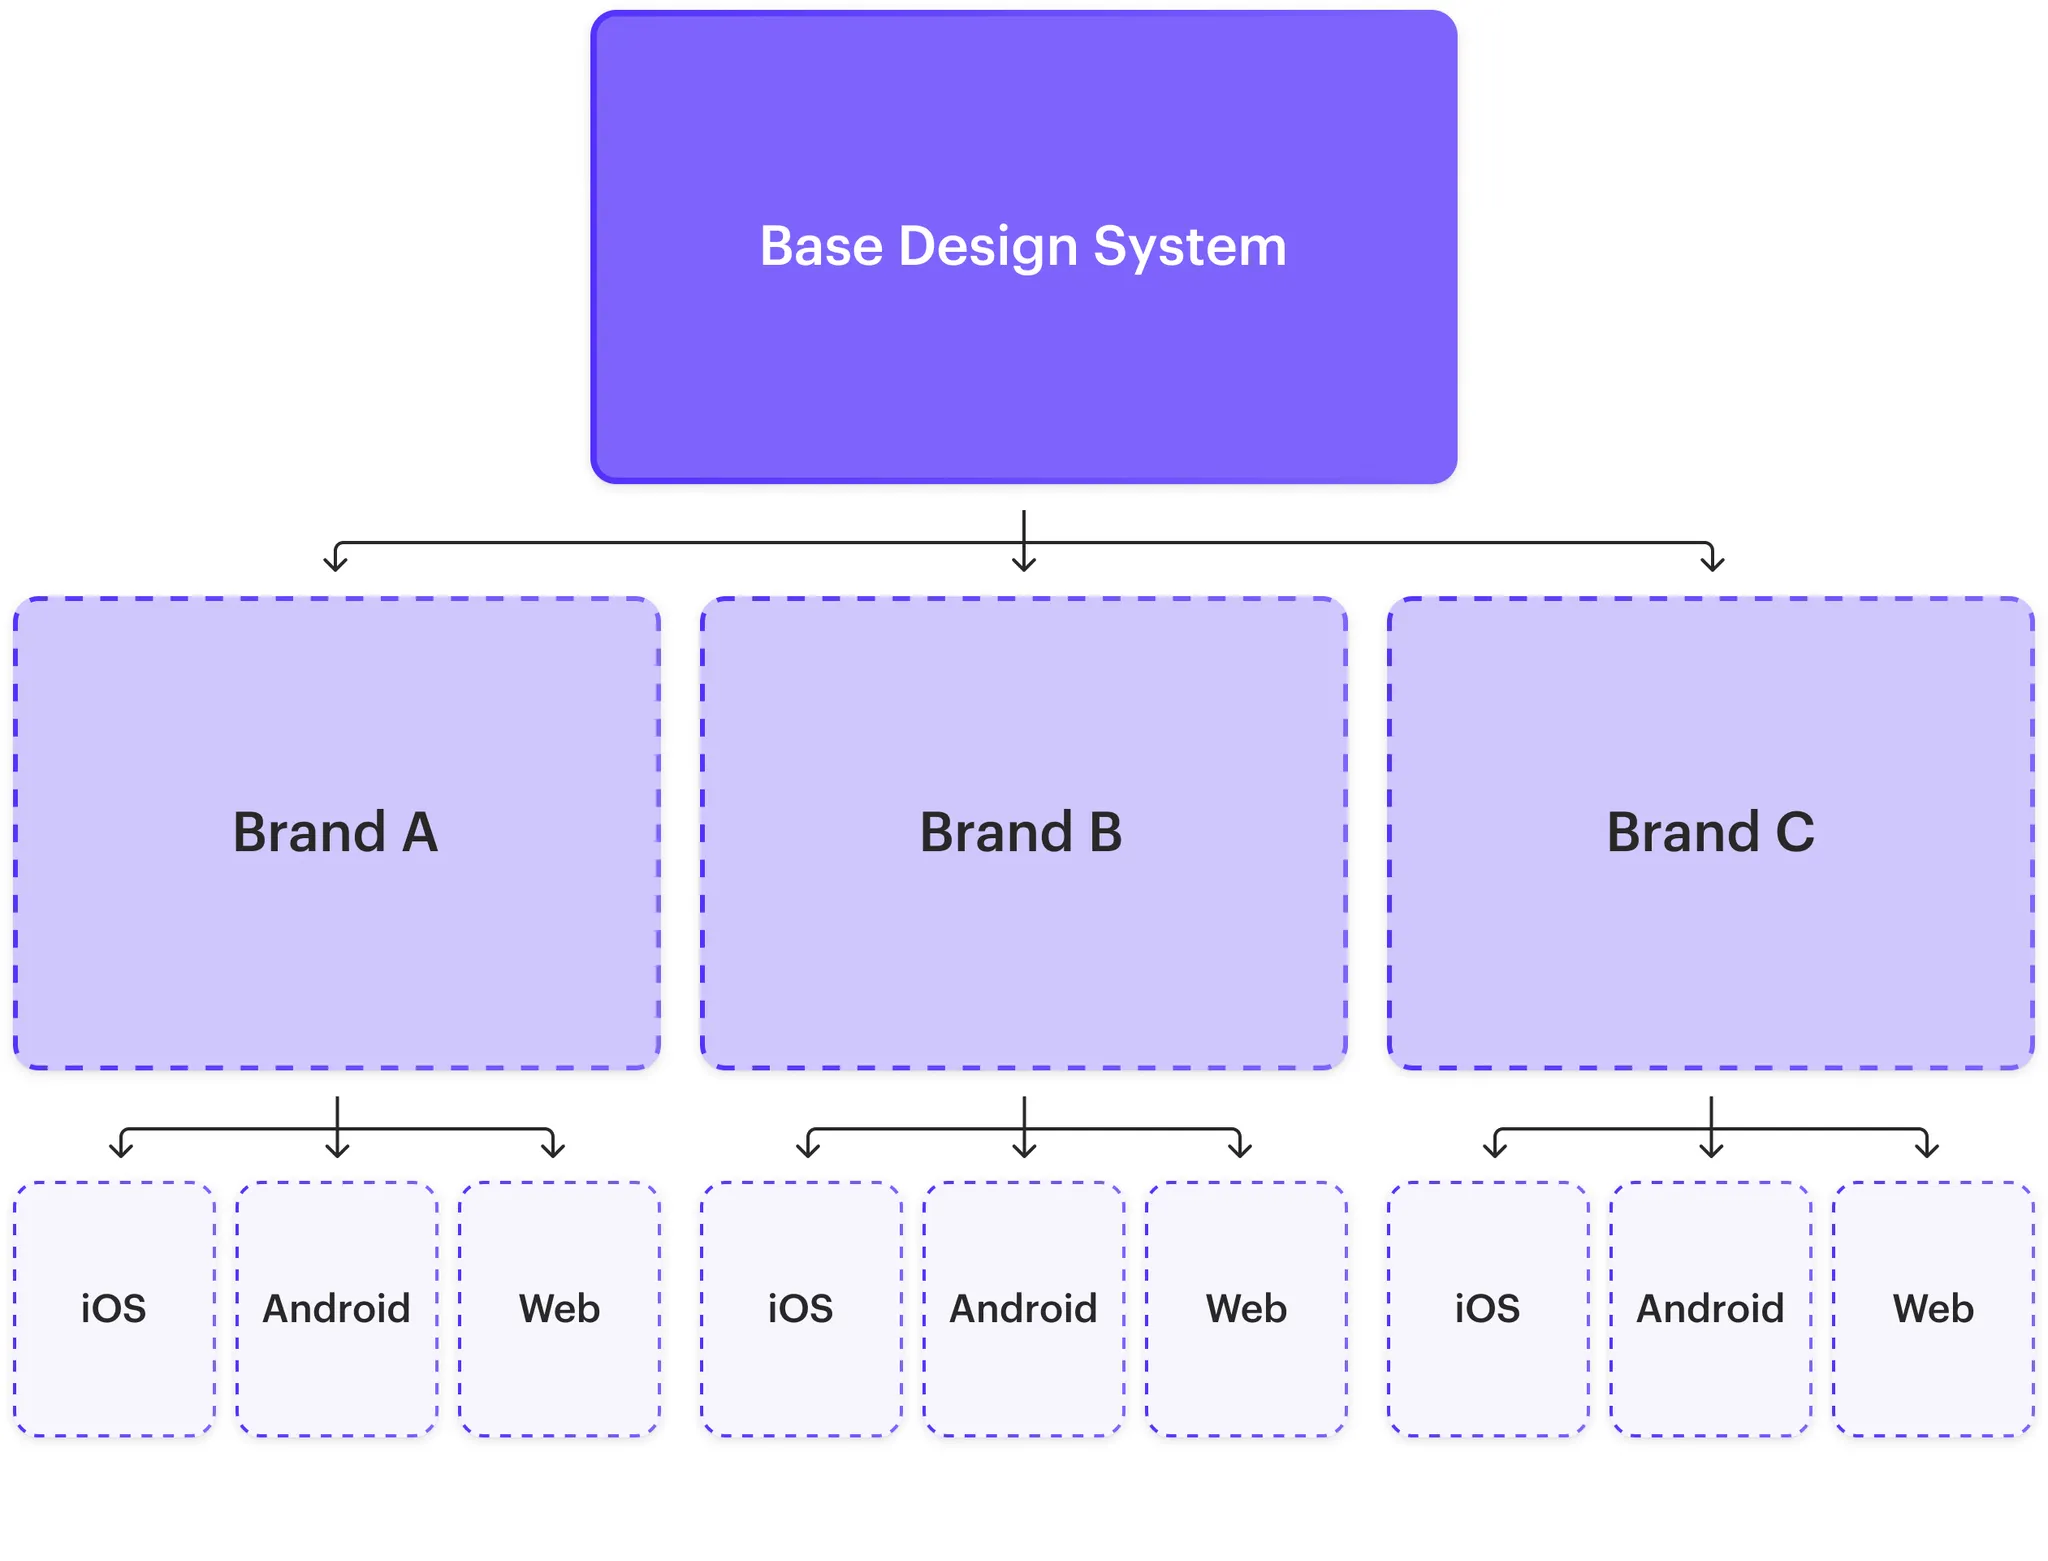 Base Design System
Brand A
Brand B
Brand C
iOS
Android
Web
iOS
Android
Web
iOS
Android
Web